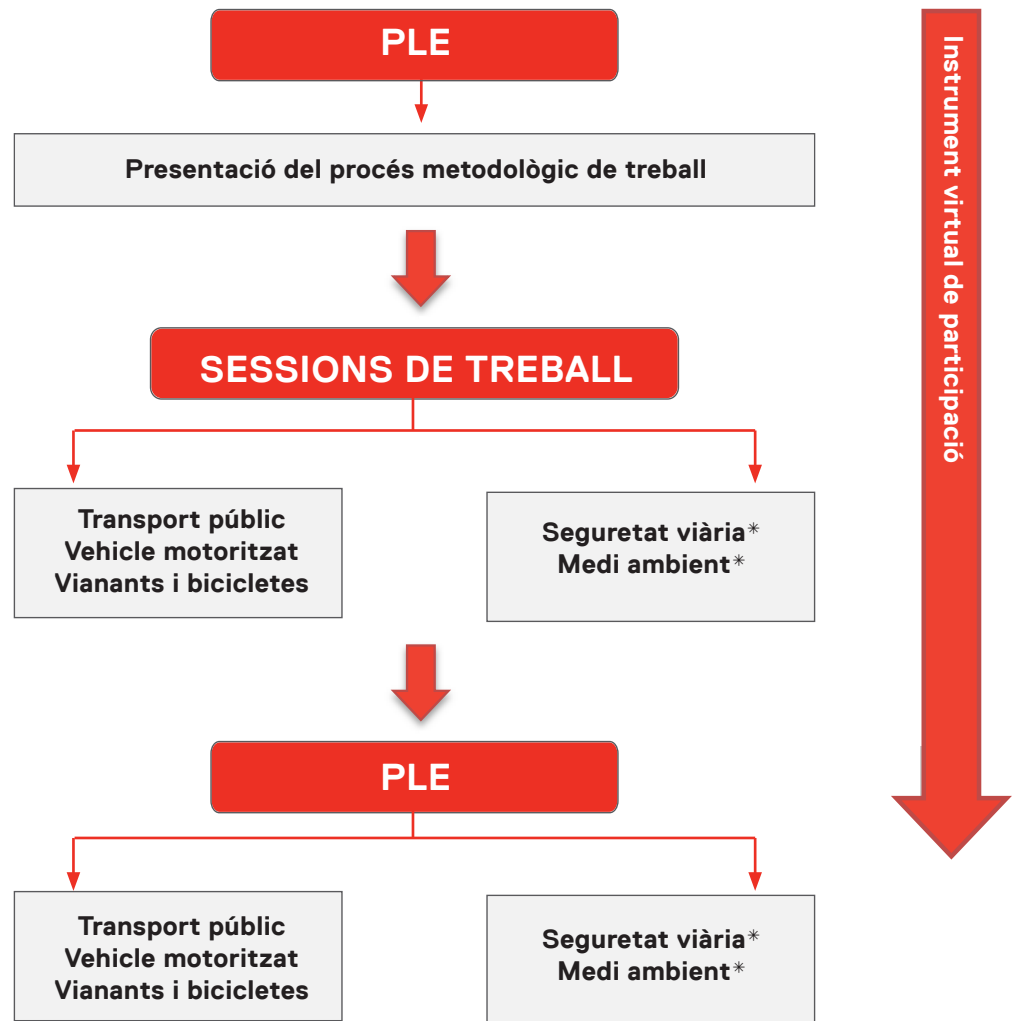 PLE
Presentació del procés metodològic de treball
SESSIONS DE TREBALL
Transport públic
Vehicle motoritzat
Vianants i bicicletes
Seguretat viària*
Medi ambient*
PLE
Transport públic
Vehicle motoritzat
Vianants i bicicletes
Seguretat viària*
Medi ambient*
Instrument virtual de participació